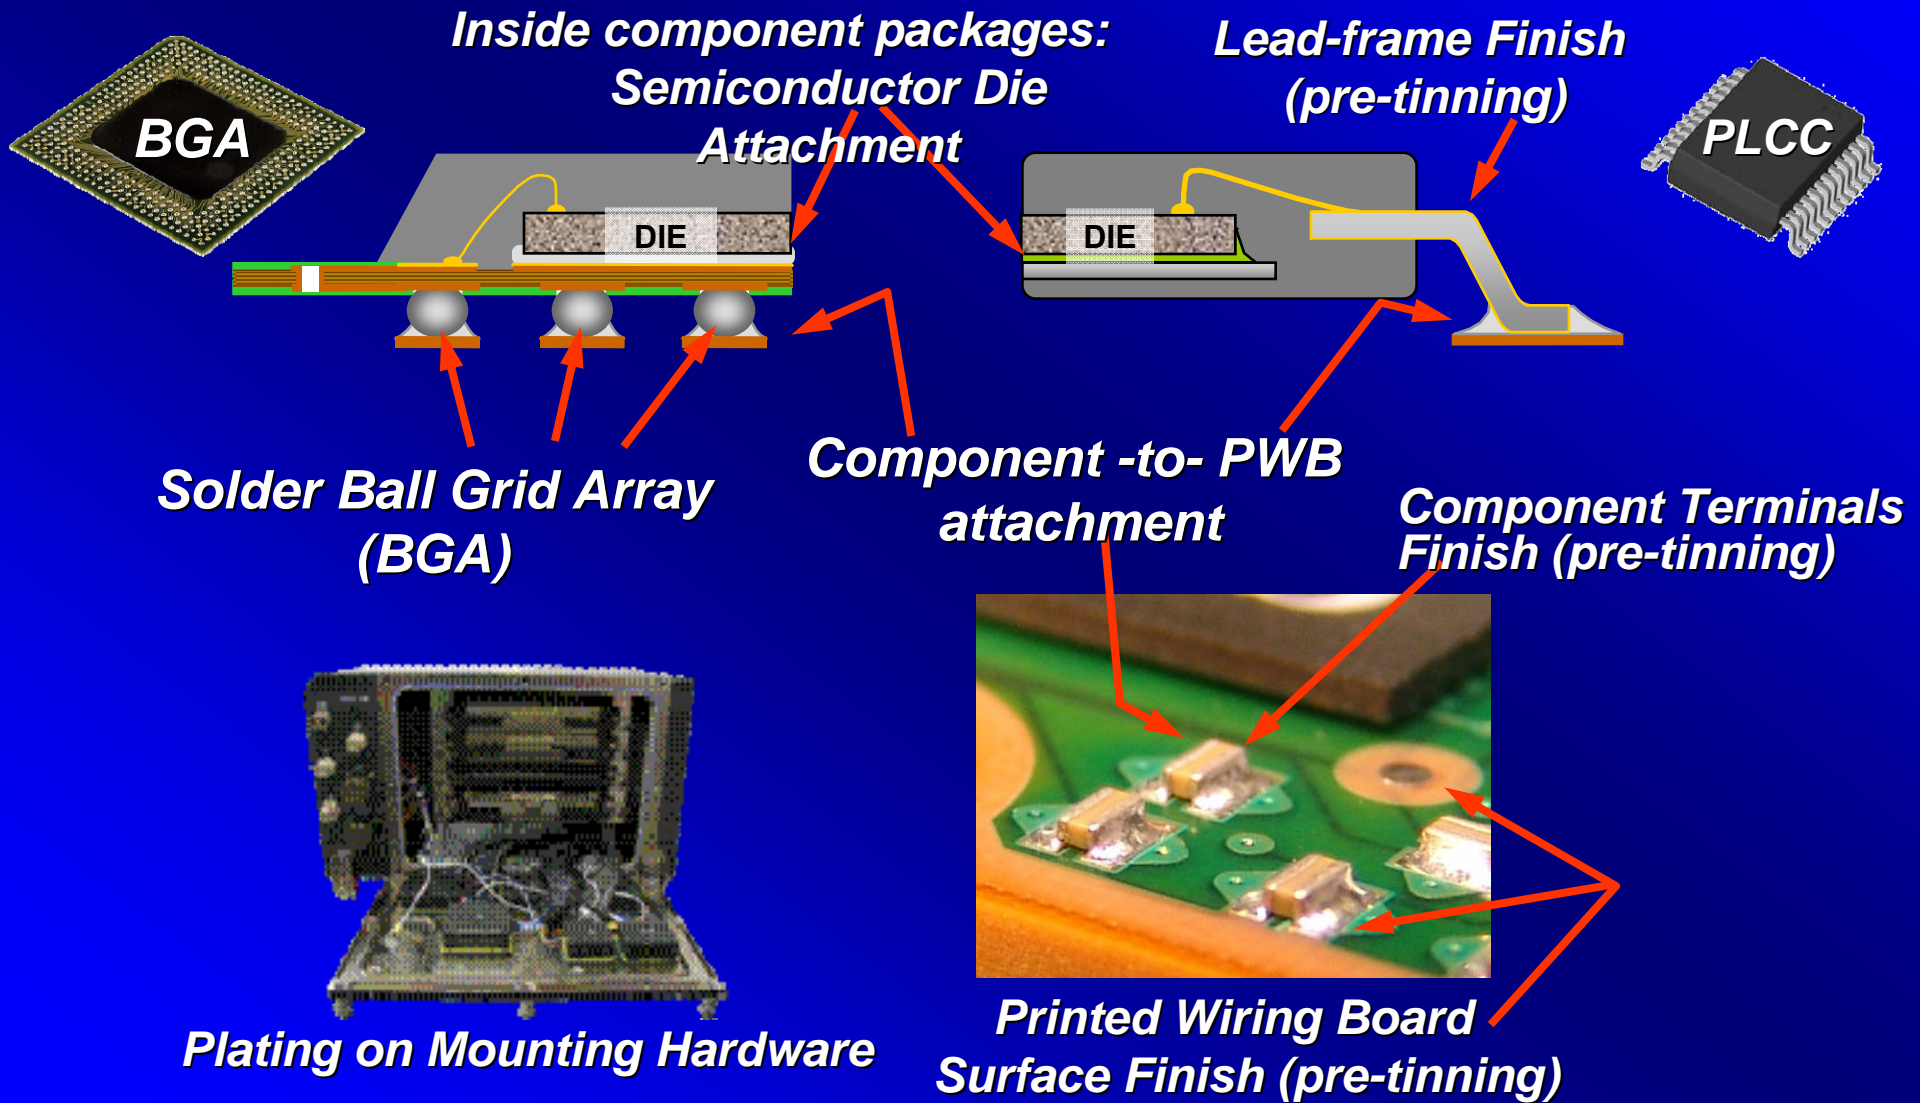 Inside component packages:
Semiconductor Die
Attachment
Lead-frame Finish
(pre-tinning)
BGA
PLCC
DIE
DIE
Solder Ball Grid Array
(BGA)
Component -to- PWB
attachment
Component Terminals
Finish (pre-tinning)
Plating on Mounting Hardware
Printed Wiring Board
Surface Finish (pre-tinning)